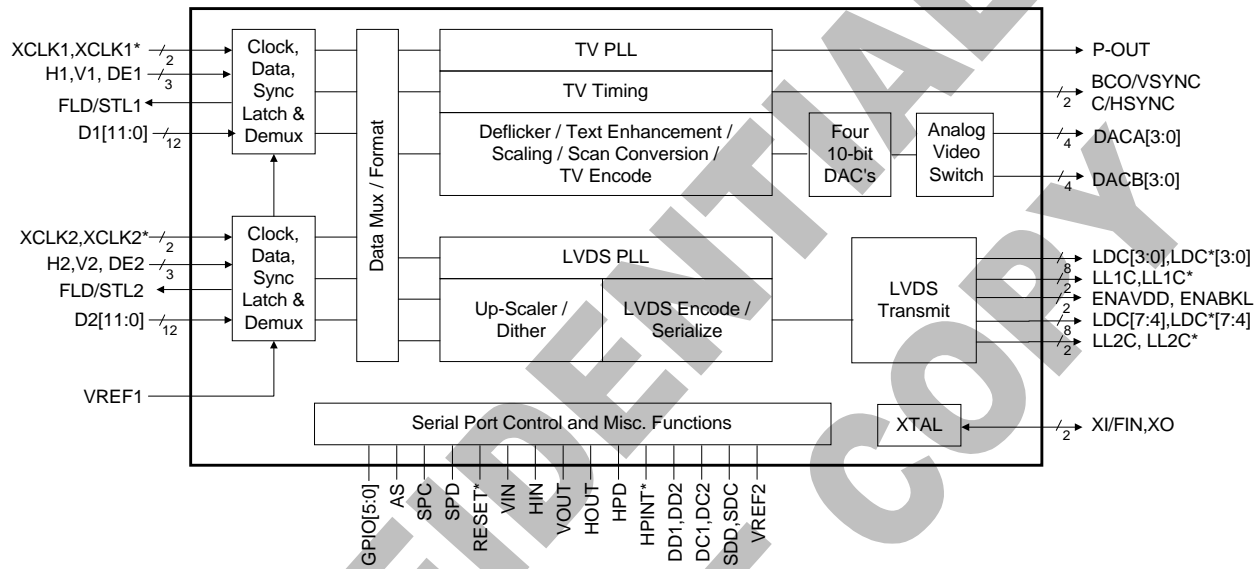 XCLK1,XCLK1*
2
H1,V1, DE1
3
FLD/STL1
D1[11:0]
12
Clock,
Data,
Sync
Latch &
Demux
XCLK2,XCLK2*
2
H2,V2, DE2
3
FLD/STL2
D2[11:0]
12
Clock,
Data,
Sync
Latch &
Demux
VREF1
Data Mux / Format
TV PLL
TV Timing
Deflicker / Text Enhancement /
Scaling / Scan Conversion /
TV Encode
Four
10-bit
DAC's
Analog
Video
Switch
P-OUT
BCO/VSYNC
2
C/HSYNC
DACA[3:0]
4
DACB[3:0]
4
LVDS PLL
Up-Scaler /
Dither
LVDS Encode /
Serialize
LVDS
Transmit
LDC[3:0],LDC*[3:0]
8
LL1C,LL1C*
2
ENAVDD, ENABKL
2
LDC[7:4],LDC*[7:4]
8
LL2C, LL2C*
2
Serial Port Control and Misc. Functions
XTAL
XI/FIN,XO
2
GPIO[5:0]
AS
SPC
SPD
RESET*
VIN
HIN
VOUT
HOUT
HPD
HPINT*
DD1,DD2
DC1,DC2
SDD,SDC
VREF2
FIDENTIAL
COPY